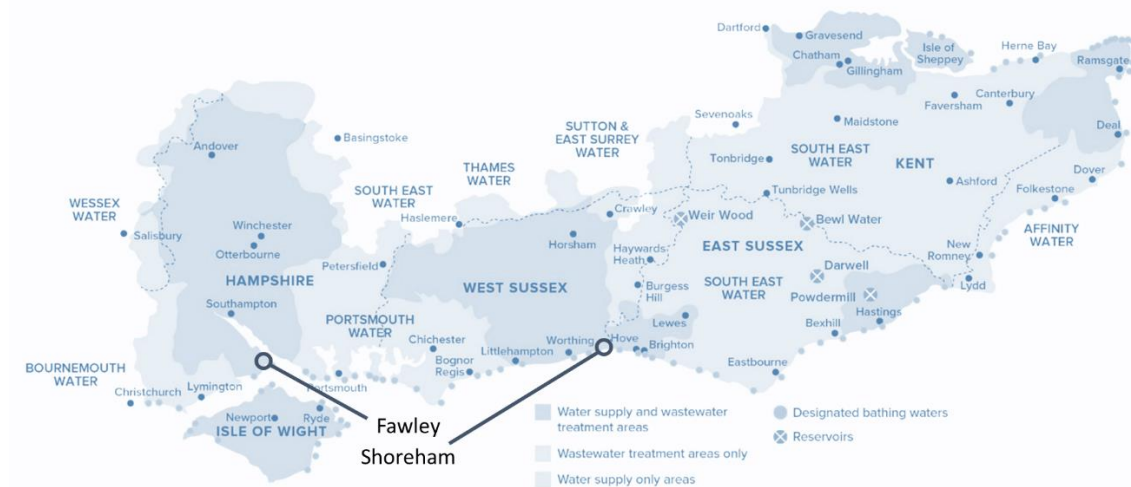 Dartford
Gravesend
Chatham
Gillingham
Isle of
Sheppey
Herne Bay
Ramsgate
Canterbury
Faversham
Sevenoaks
Maidstone
Deal
Basingstoke
Andover
SUTTON &
EAST SURREY
WATER
THAMES
WATER
SOUTH EAST
WATER
Tonbridge
SOUTH EAST
WATER
KENT
Dover
Tunbridge Wells
Ashford
Folkestone
WESSEX
WATER
Salisbury
Haslemere
Crawley
Weir Wood
Bewl Water
AFFINITY
WATER
Winchester
Otterbourne
Horsham
Haywards
Heath
EAST SUSSEX
New
Romney
Petersfield
Darwell
Lydd
HAMPSHIRE
WEST SUSSEX
SOUTH EAST
WATER
Burgess
Hill
Powdermill
Southampton
PORTSMOUTH
WATER
Chichester
Lewes
Hastings
Bexhill
Worthing
Hove
Brighton
Littlehampton
Bognor
Regis
Eastbourne
BOURNEMOUTH
WATER
Christchurch
Lymington
Portsmouth
Newport
Ryde
ISLE OF WIGHT
Fawley
Shoreham
Water supply and wastewater
treatment areas
Wastewater treatment areas only
Water supply only areas
Designated bathing waters
Reservoirs